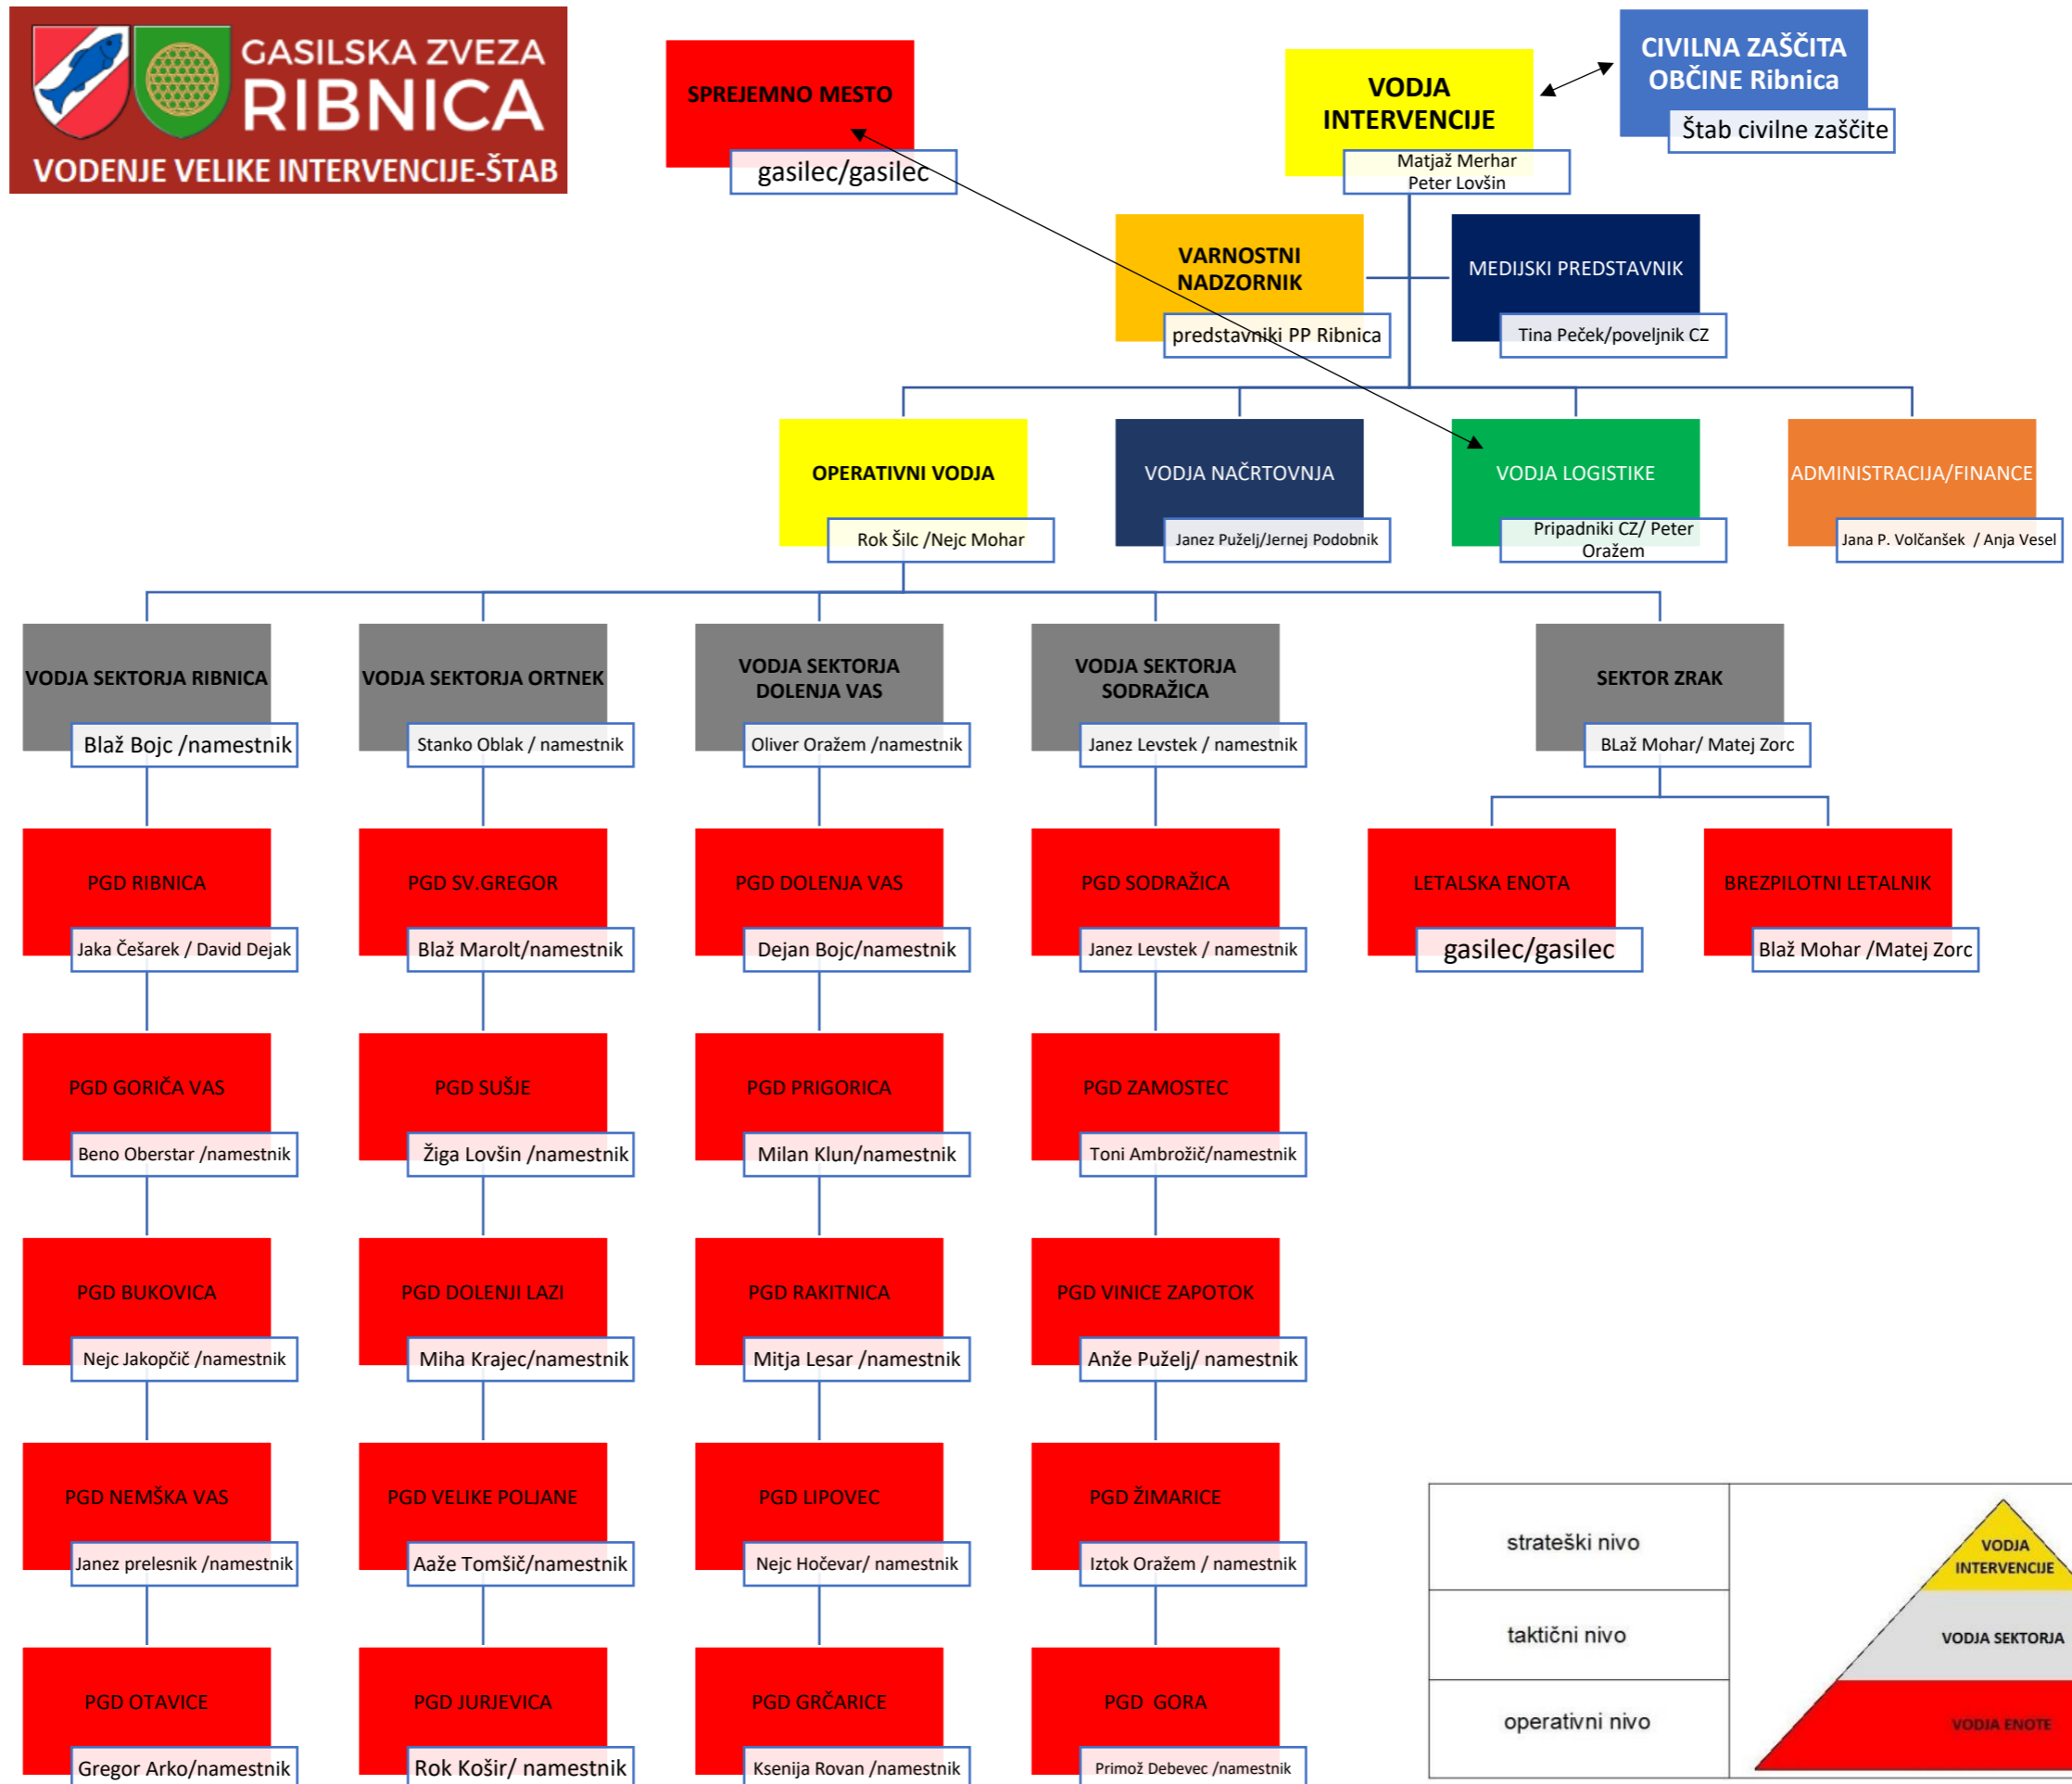 GASILSKA ZVEZA
RIBNICA
VODENJE VELIKE INTERVENCIJE-ŠTAB
SPREJEMNO MESTO
gasilec/gasilec
VODJA
INTERVENCIJE
Matjaž Merhar
Peter Lovšin
CIVILNA ZAŠČITA
OBČINE Ribnica
Štab civilne zaščite
VARNOSTNI
NADZORNIK
predstavniki PP Ribnica
MEDIJSKI PREDSTAVNIK
Tina Peček/poveljnik CZ
OPERATIVNI VODJA
Rok Šilc /Nejc Mohar
VODJA NAČRTOVNJA
Janez Puželj/Jernej Podobnik
VODJA LOGISTIKE
Pripadniki CZ/ Peter
Oražem
ADMINISTRACIJA/FINANCE
Jana P. Volčanšek / Anja Vesel
VODJA SEKTORJA RIBNICA
Blaž Bojc /namestnik
VODJA SEKTORJA ORTNEK
Stanko Oblak / namestnik
VODJA SEKTORJA
DOLENJA VAS
Oliver Oražem /namestnik
VODJA SEKTORJA
SODRAŽICA
Janez Levstek / namestnik
SEKTOR ZRAK
BLaž Mohar/ Matej Zorc
PGD RIBNICA
Jaka Češarek / David Dejak
PGD SV.GREGOR
Blaž Marolt/namestnik
PGD DOLENJA VAS
Dejan Bojc/namestnik
PGD SODRAŽICA
Janez Levstek / namestnik
LETALSKA ENOTA
gasilec/gasilec
BREZPILOTNI LETALNIK
Blaž Mohar /Matej Zorc
PGD GORIČA VAS
Beno Oberstar /namestnik
PGD SUŠJE
Žiga Lovšin /namestnik
PGD PRIGORICA
Milan Klun/namestnik
PGD ZAMOSTEC
Toni Ambrožič/namestnik
PGD BUKOVICA
Nejc Jakopčič /namestnik
PGD DOLENJI LAZI
Miha Krajec/namestnik
PGD RAKITNICA
Mitja Lesar /namestnik
PGD VINICE ZAPOTOK
Anže Puželj/ namestnik
PGD NEMŠKA VAS
Janez prelesnik /namestnik
PGD VELIKE POLJANE
Aaže Tomšič/namestnik
PGD LIPOVEC
Nejc Hočevar/ namestnik
PGD ŽIMARICE
Iztok Oražem / namestnik
PGD OTAVICE
Gregor Arko/namestnik
PGD JURJEVICA
Rok Košir/ namestnik
PGD GRČARICE
Ksenija Rovan /namestnik
PGD GORA
Primož Debevec /namestnik
strateški nivo
VODJA
INTERVENCIJE
taktični nivo
VODJA SEKTORJA
operativni nivo
VODJA ENOTE